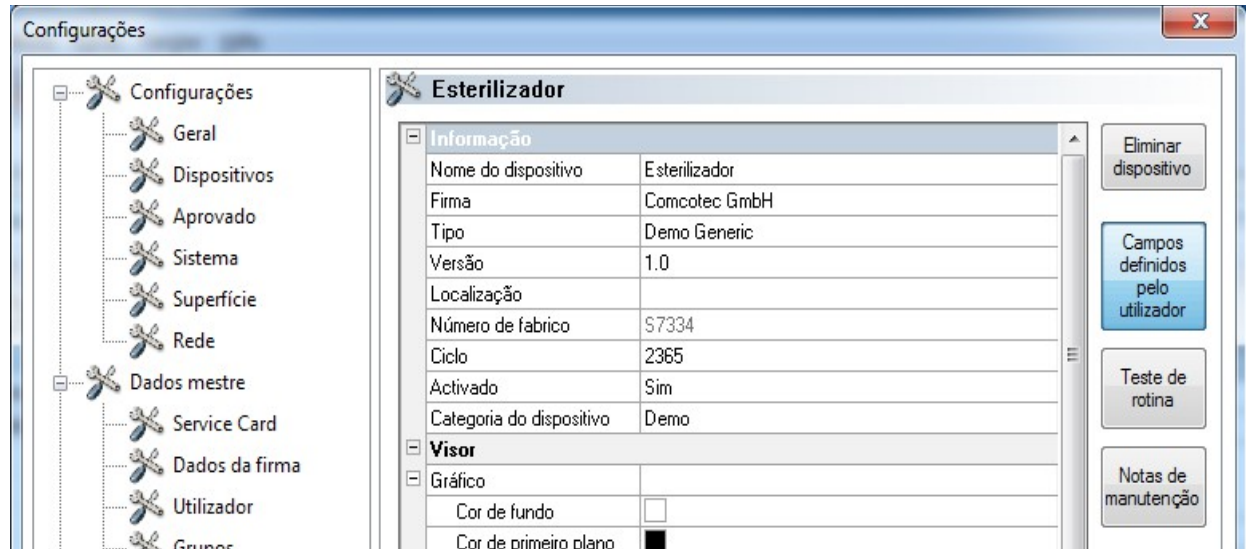 Configurações
Configurações
Geral
Dispositivos
Aprovado
Sistema
Superfície
Rede
Dados mestre
Service Card
Dados da firma
Utilizador
Grupos
Esterilizador
Informação
Nome do dispositivo Esterilizador
Firma Comcotec GmbH
Tipo Demo Generic
Versão 1.0
Localização
Número de fabrico S7334
Ciclo 2365
Activado Sim
Categoria do dispositivo Demo
Visor
Gráfico
Cor de fundo
Cor de primeiro plano
Eliminar
dispositivo
Campos
definidos
pelo
utilizador
Teste de
rotina
Notas de
manutenção